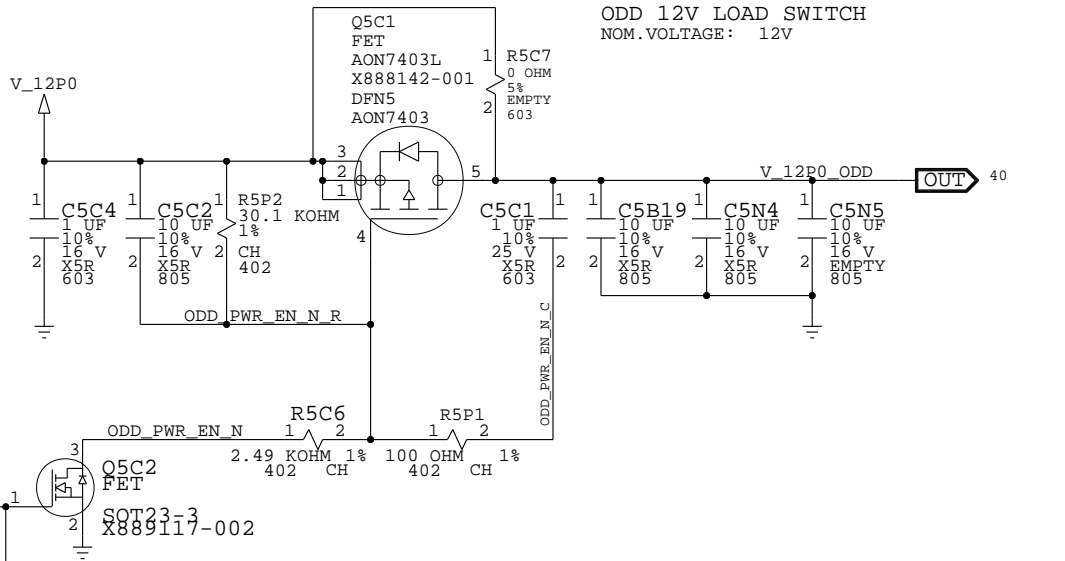 ODD 12V LOAD SWITCH
NOM.VOLTAGE: 12V
Q5C1
FET
AON7403L
X888142-001
DFN5
AON7403
1
R5C7
0 OHM
5%
EMPTY
603
2
V_12P0
3
2
1
5
4
V_12P0_ODD
OUT
40
1
C5C4
1 UF
10%
16 V
X5R
603
2
1
C5C2
10 UF
10%
16 V
X5R
805
2
1
R5P2
30.1 KOHM
1%
CH
402
2
1
C5C1
1 UF
10%
25 V
X5R
603
2
1
C5B19
10 UF
10%
16 V
X5R
805
2
1
C5N4
10 UF
10%
16 V
X5R
805
2
1
C5N5
10 UF
10%
16 V
EMPTY
805
2
ODD_PWR_EN_N_R
ODD_PWR_EN_N_C
ODD_PWR_EN_N
R5C6
1 2
2.49 KOHM 1%
402 CH
R5P1
1 2
100 OHM 1%
402 CH
3
Q5C2
FET
1
SOT23-3
2
X889117-002